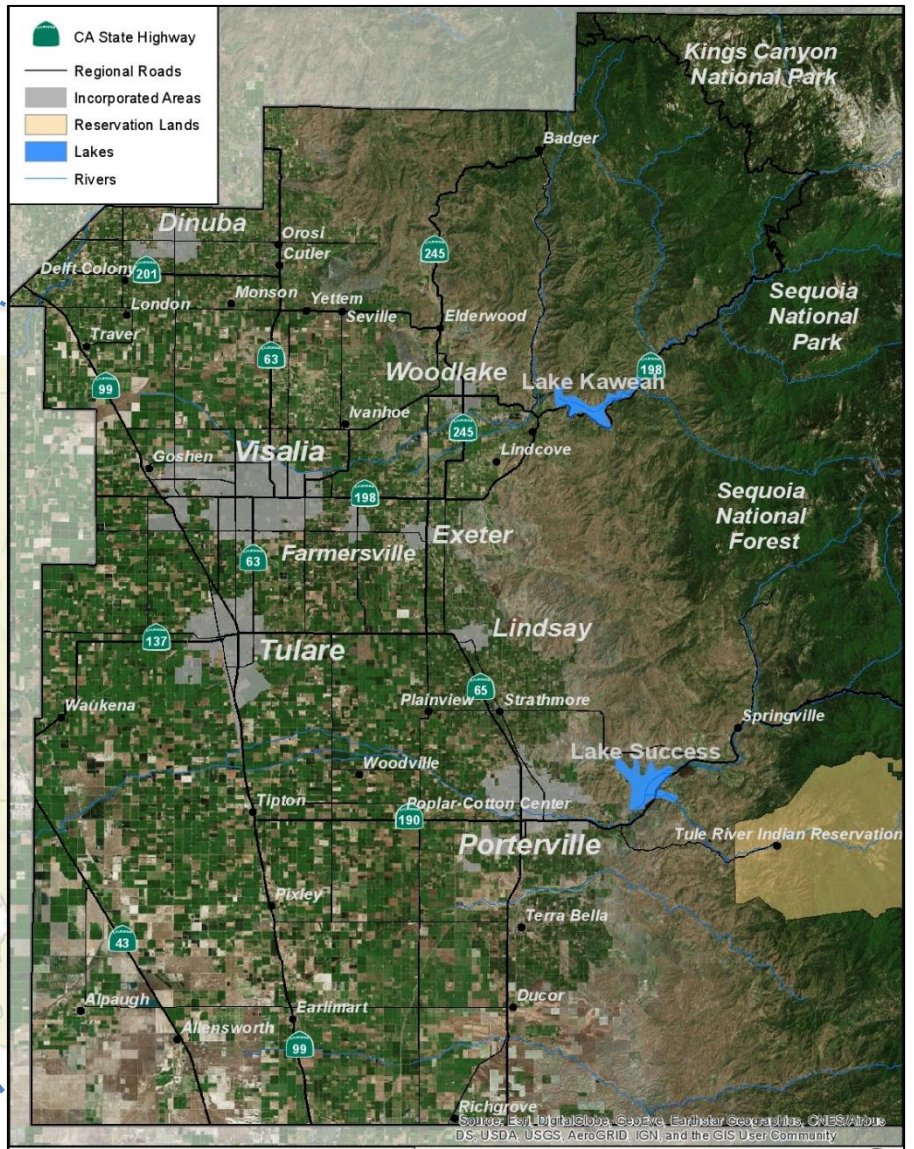 CA State Highway
Regional Roads
Incorporated Areas
Reservation Lands
Lakes
Rivers
Kings Canyon
National Park
Badger
Dinuba
Orosi
Cutler
245
Delft Colony
201
London
Monson
Yettem
Seville
Elderwood
Sequoia
National
Park
Traver
63
99
Woodlake
Lake Kaweah
198
Ivanhoe
245
Lindcove
Goshen
Visalia
198
Sequoia
National
Forest
Exeter
Farmersville
63
137
Tulare
Lindsay
65
Waukena
Plainview
Strathmore
Springville
Lake Success
Woodville
Tipton
Poplar-Cotton Center
190
Porterville
Tule River Indian Reservation
Pixley
Terra Bella
43
Alpaugh
Earlimart
Ducor
Allensworth
99
Richgrove
Source: Esri, DigitalGlobe, GeoEye, Earthstar Geographics, CNES/Airbus
DS, USDA, USGS, AeroGRID, IGN, and the GIS User Community